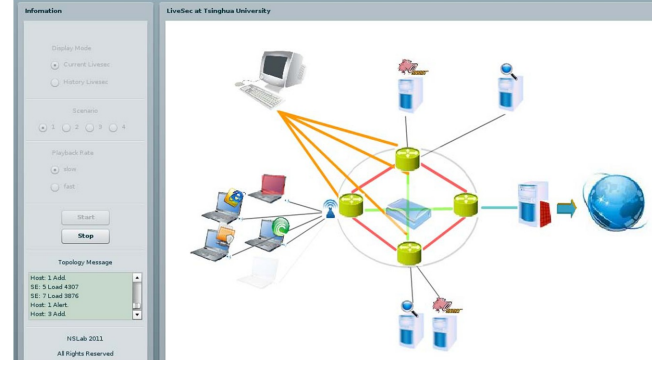 Infomation
LiveSec at Tsinghua University
Display Mode
Current Livesec
History Livesec
Scenario
1 2 3 4
Playback Rate
slow
fast
Start
Stop
Topology Message
Host: 1 Add.
SE: 5 Load 4307
SE: 7 Load 3876
Host: 1 Alert.
Host: 3 Add.
NSLab 2011
All Rights Reserved